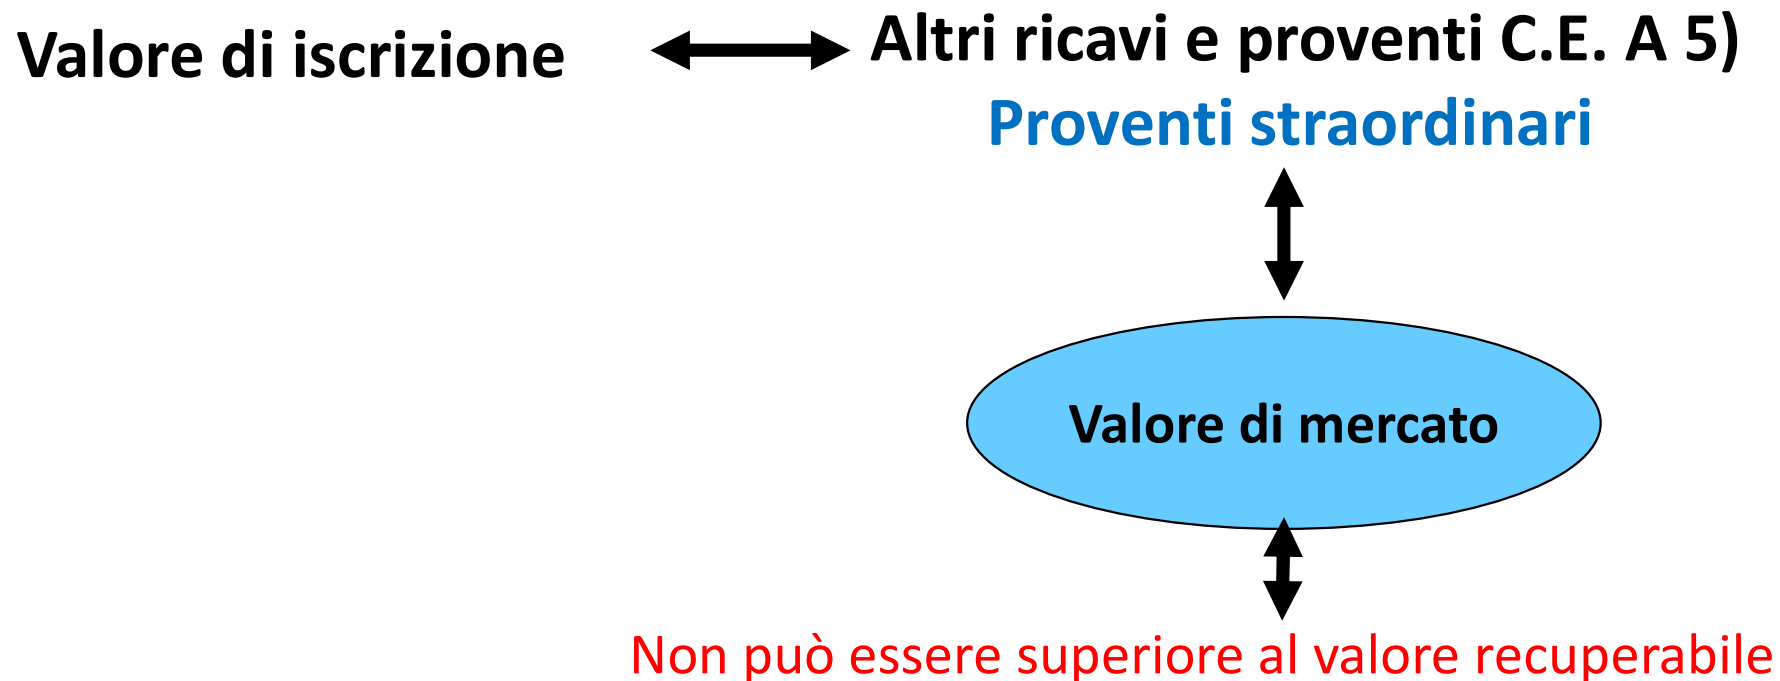 Valore di iscrizione
Altri ricavi e proventi C.E. A 5)
Proventi straordinari
Valore di mercato
Non può essere superiore al valore recuperabile